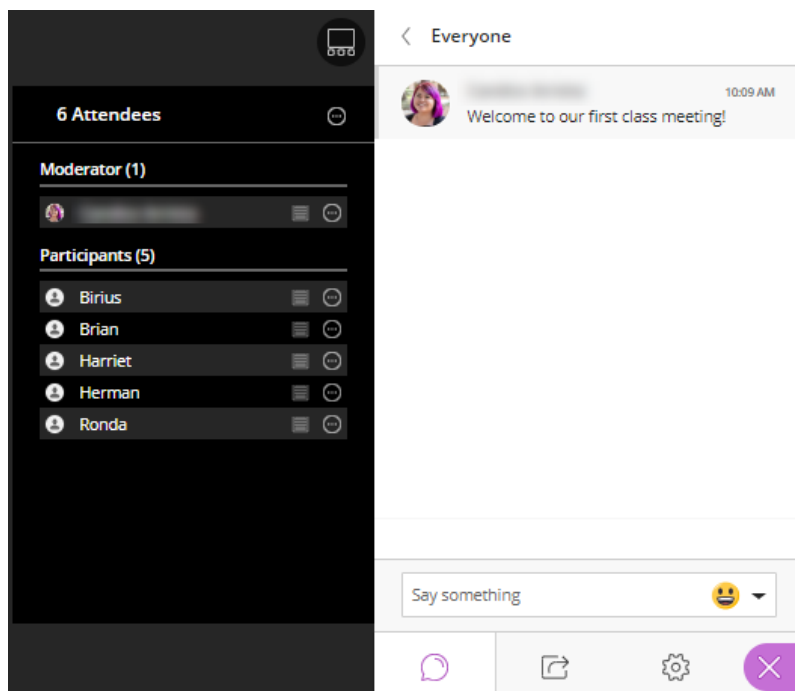 6 Attendees
Moderator (1)
Participants (5)
Birius
Brian
Harriet
Herman
Ronda
Everyone
10:09 AM
Welcome to our first class meeting!
Say something